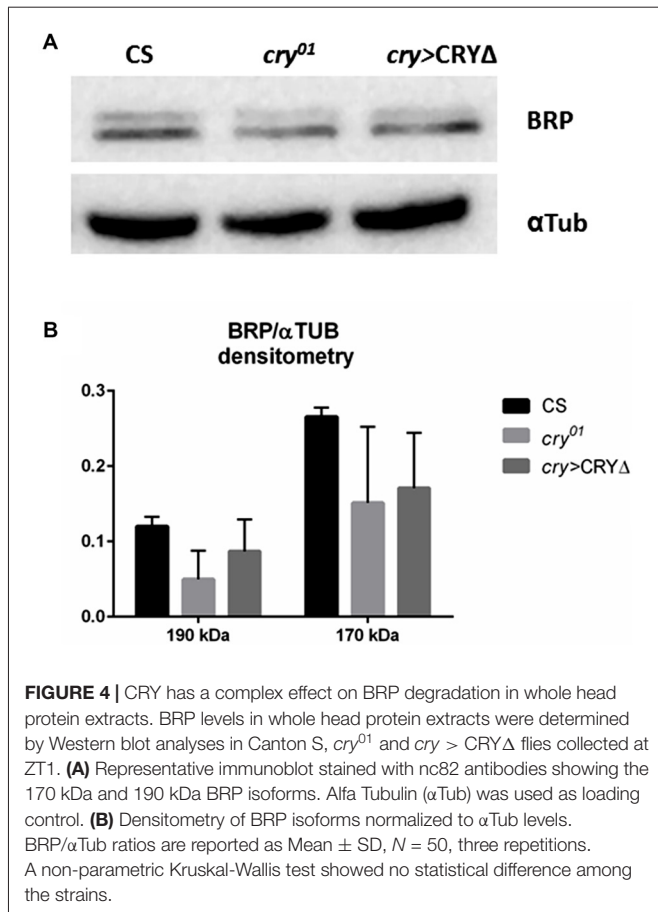 A
CS cry⁰¹ cry>CRYΔ
BRP
αTub
B
BRP/αTUB
densitometry
0.3
0.2
0.1
0.0
190 kDa 170 kDa
CS
cry⁰¹
cry>CRYΔ
FIGURE 4 | CRY has a complex effect on BRP degradation in whole head
protein extracts. BRP levels in whole head protein extracts were determined
by Western blot analyses in Canton S, cry⁰¹ and cry > CRYΔ flies collected at
ZT1. (A) Representative immunoblot stained with nc82 antibodies showing the
170 kDa and 190 kDa BRP isoforms. Alfa Tubulin (αTub) was used as loading
control. (B) Densitometry of BRP isoforms normalized to αTub levels.
BRP/αTub ratios are reported as Mean ± SD, N = 50, three repetitions.
A non-parametric Kruskal-Wallis test showed no statistical difference among
the strains.